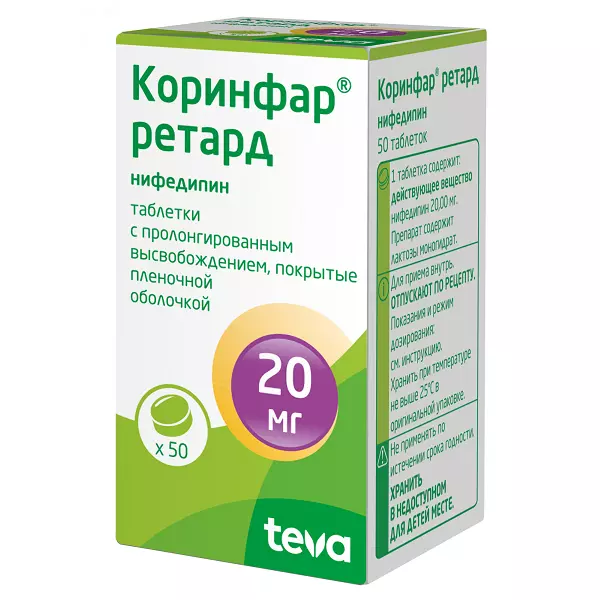 20 мг
Коринфар®
ретард
нифедипин
таблетки
с пролонгированным
высвобождением, покрытые
пленочной
оболочкой
20
мг
x 50
teva
Коринфар® ретард
нифедипин
50 таблеток
1 таблетка содержит:
действующее вещество
нифедипин 20,00 мг.
Препарат содержит
лактозы моногидрат.
Для приема внутрь.
ОТПУСКАЮТ ПО РЕЦЕПТУ.
Показания и режим
дозирования:
см. инструкцию.
Хранить при температуре
не выше 25°С в
оригинальной упаковке.
Не применять по
истечении срока годности.
ХРАНИТЬ
В НЕДОСТУПНОМ
ДЛЯ ДЕТЕЙ МЕСТЕ.